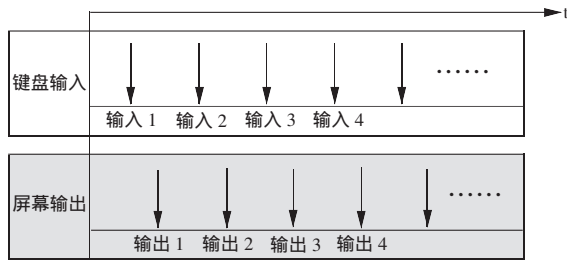 t
键盘输入
……
输入 1 输入 2 输入 3 输入 4
屏幕输出
……
输出 1 输出 2 输出 3 输出 4